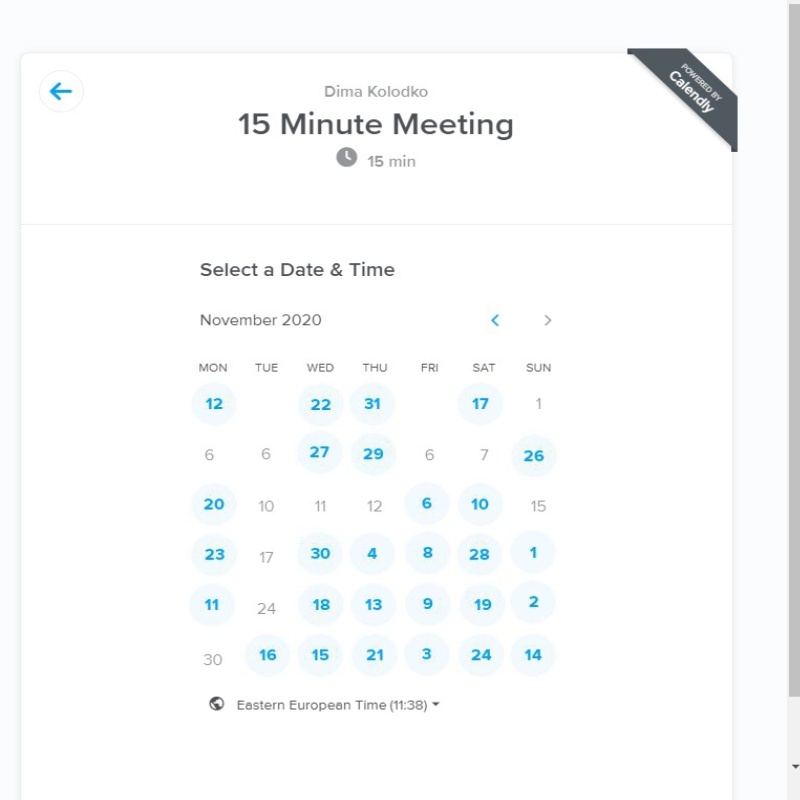 POWERED BY
Calendly
Dima Kolodko
15 Minute Meeting
15 min
Select a Date & Time
November 2020
MON TUE WED THU FRI SAT SUN
12 22 31 17 1
6 6 27 29 6 7 26
20 10 11 12 6 10 15
23 17 30 4 8 28 1
11 24 18 13 9 19 2
30 16 15 21 3 24 14
Eastern European Time (11:38)